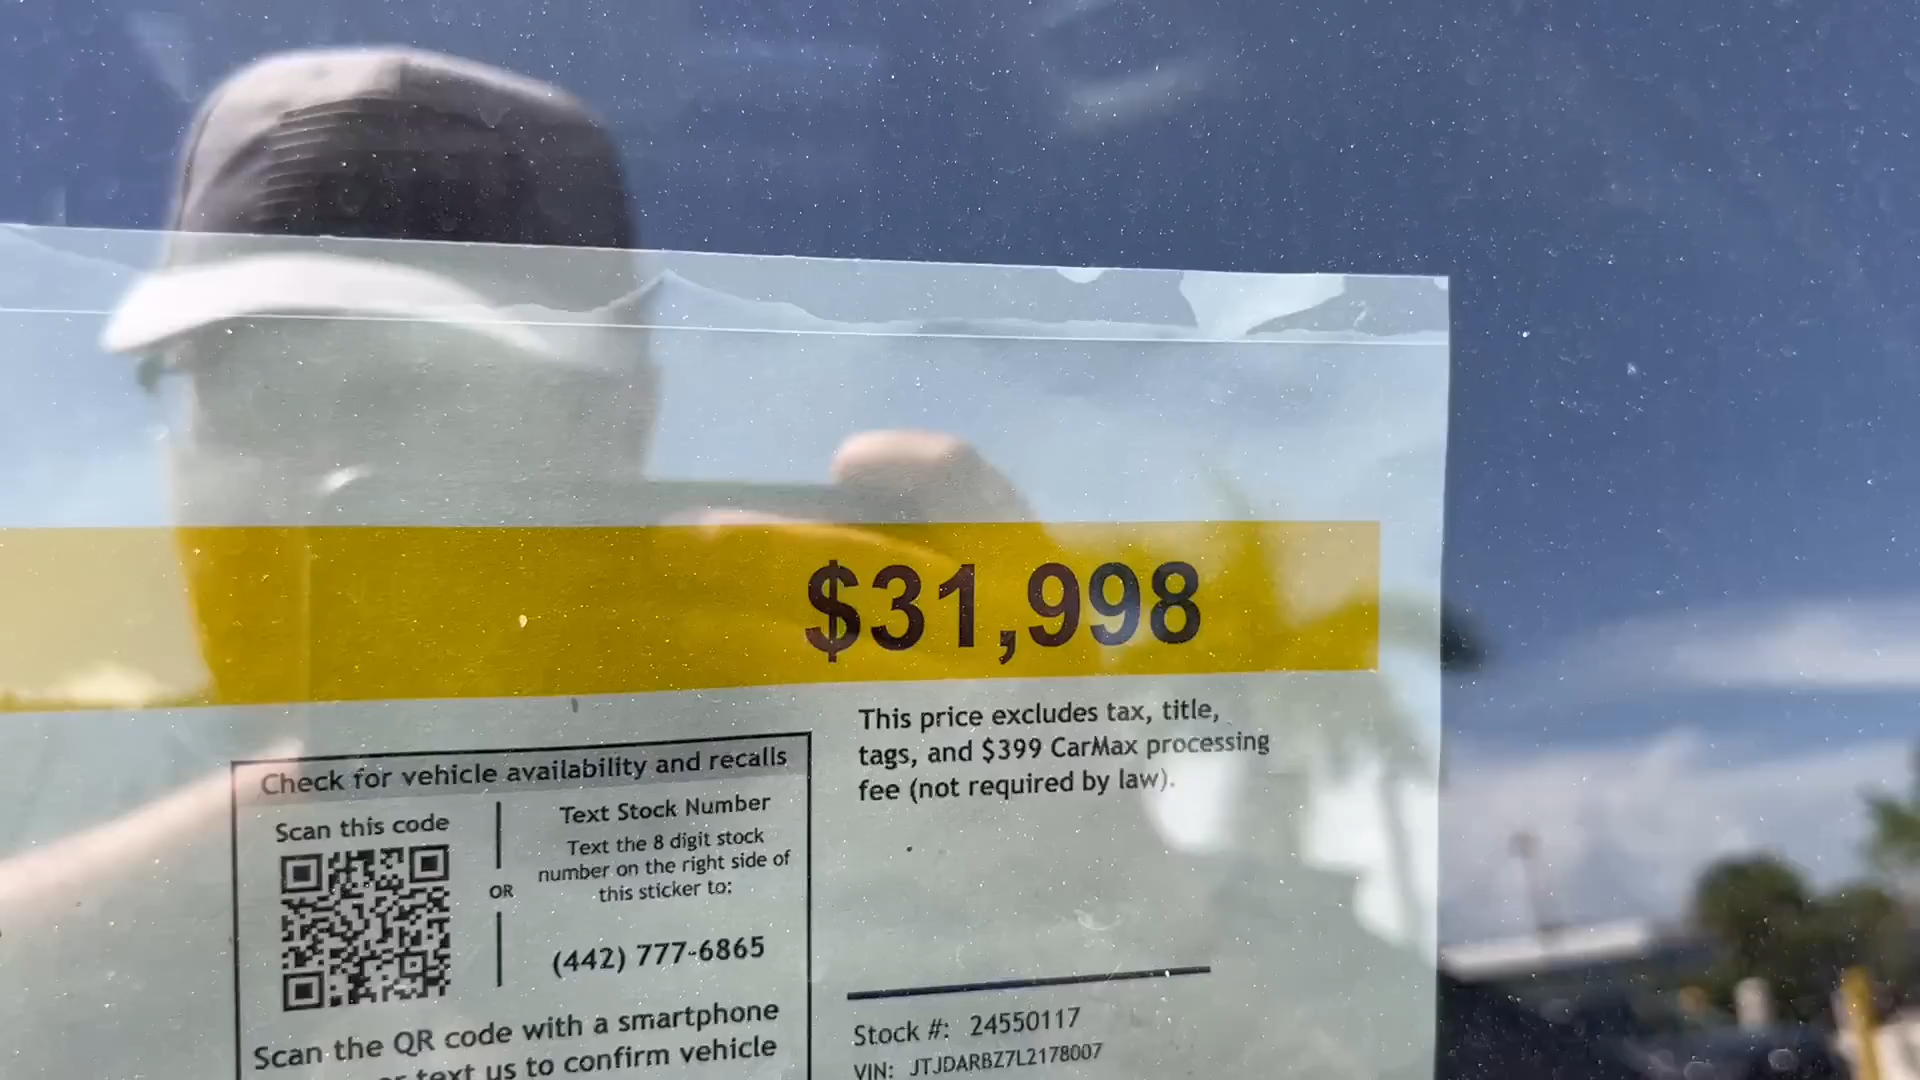 $31,998
This price excludes tax, title,
tags, and $399 CarMax processing
fee (not required by law).
Check for vehicle availability and recalls
Scan this code
OR
Text Stock Number
Text the 8 digit stock
number on the right side of
this sticker to:
(442) 777-6865
Scan the QR code with a smartphone
or text us to confirm vehicle
Stock #: 24550117
VIN: JTJDARBZ7L2178007